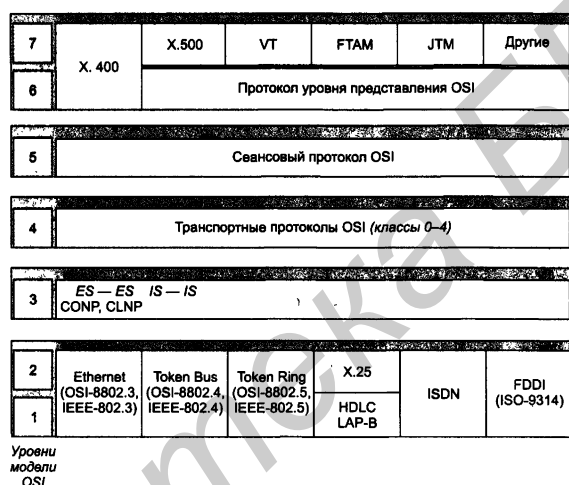 7
X. 400
X.500
VT
FTAM
JTM
Другие
6
Протокол уровня представления OSI
5
Сеансовый протокол OSI
4
Транспортные протоколы OSI (классы 0–4)
3
ES — ES IS — IS
CONP, CLNP
2
1
Ethernet
(OSI-8802.3,
IEEE-802.3)
Token Bus
(OSI-8802.4,
IEEE-802.4)
Token Ring
(OSI-8802.5,
IEEE-802.5)
X.25
HDLC
LAP-B
ISDN
FDDI
(ISO-9314)
Уровни
модели
OSI